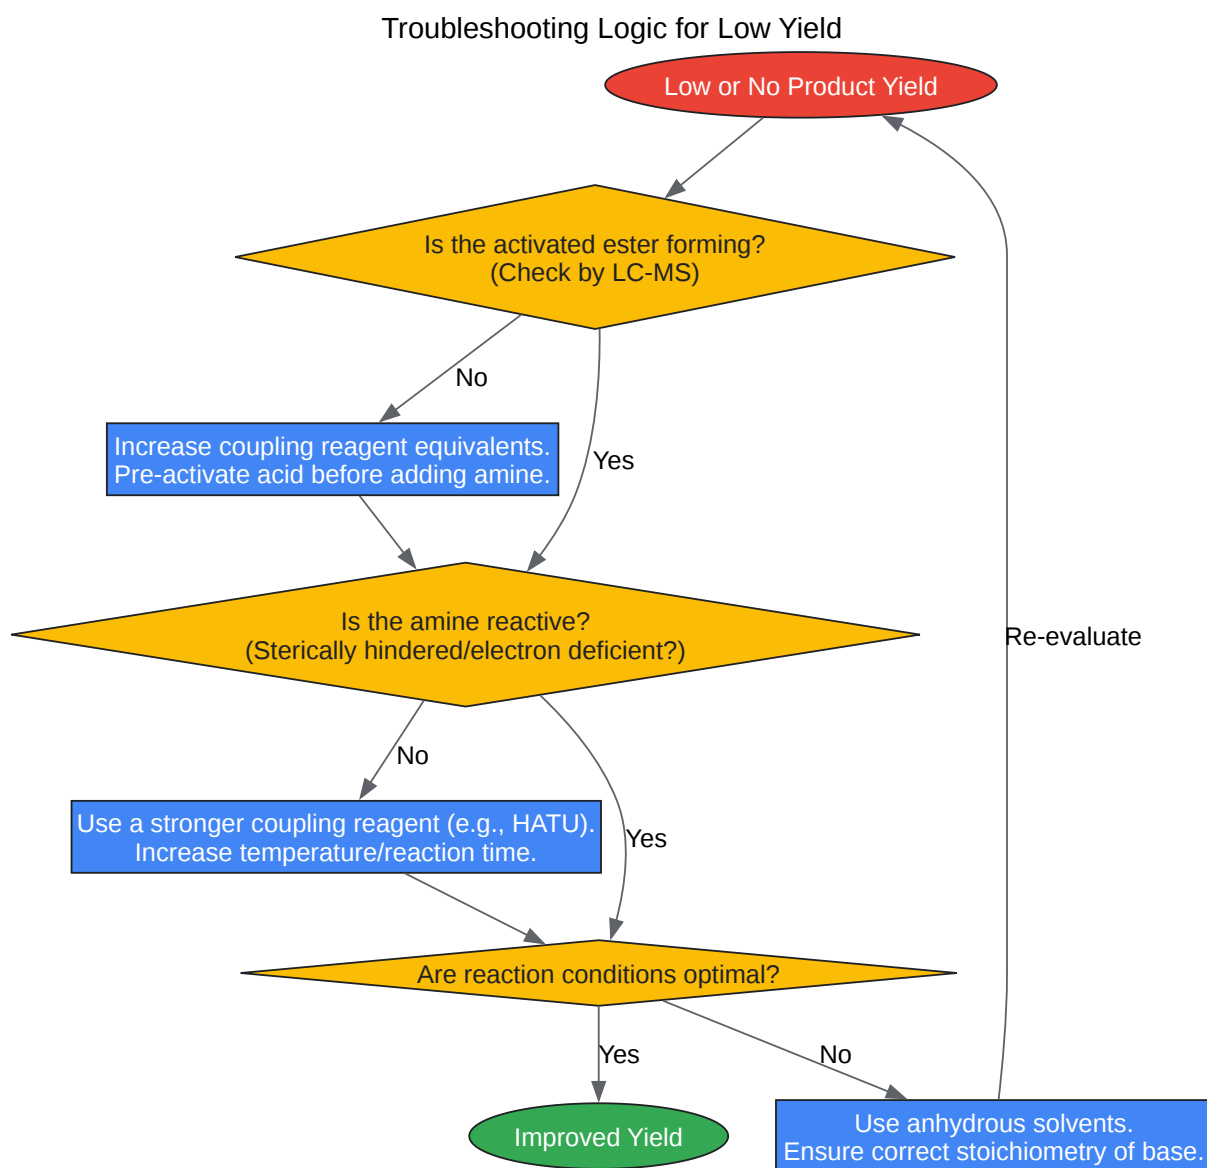 Troubleshooting Logic for Low Yield
Low or No Product Yield
Is the activated ester forming?
(Check by LC-MS)
No
Increase coupling reagent equivalents.
Pre-activate acid before adding amine.
Yes
Is the amine reactive?
(Sterically hindered/electron deficient?)
Re-evaluate
No
Use a stronger coupling reagent (e.g., HATU).
Increase temperature/reaction time.
Yes
Are reaction conditions optimal?
Yes
No
Improved Yield
Use anhydrous solvents.
Ensure correct stoichiometry of base.